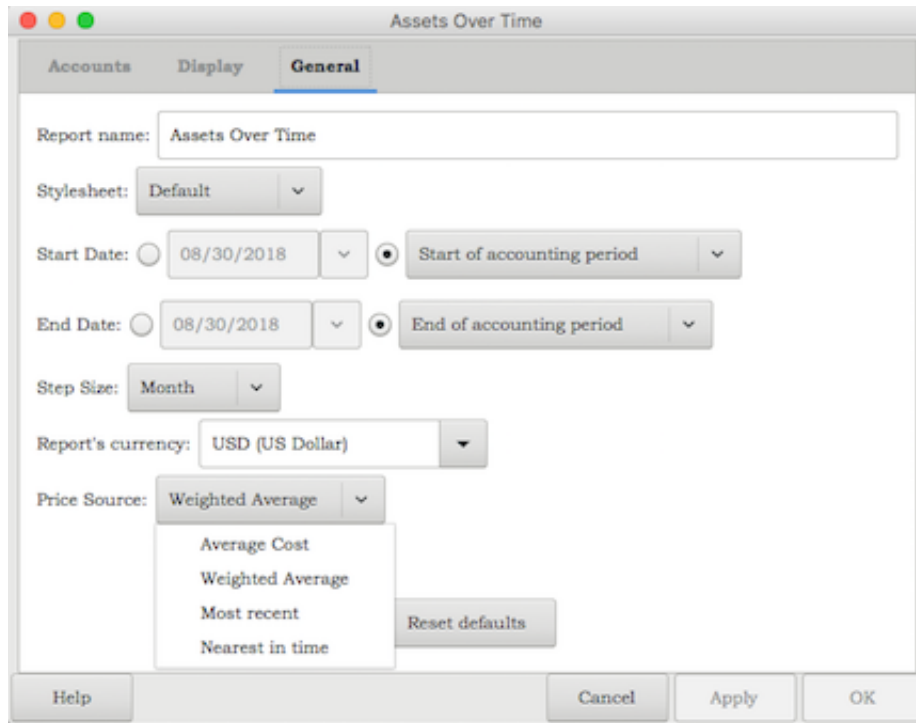 Assets Over Time
Accounts Display General
Report name: Assets Over Time
Stylesheet: Default
Start Date: 08/30/2018 Start of accounting period
End Date: 08/30/2018 End of accounting period
Step Size: Month
Report's currency: USD (US Dollar)
Price Source: Weighted Average
Average Cost
Weighted Average
Most recent
Nearest in time
Reset defaults
Help Cancel Apply OK